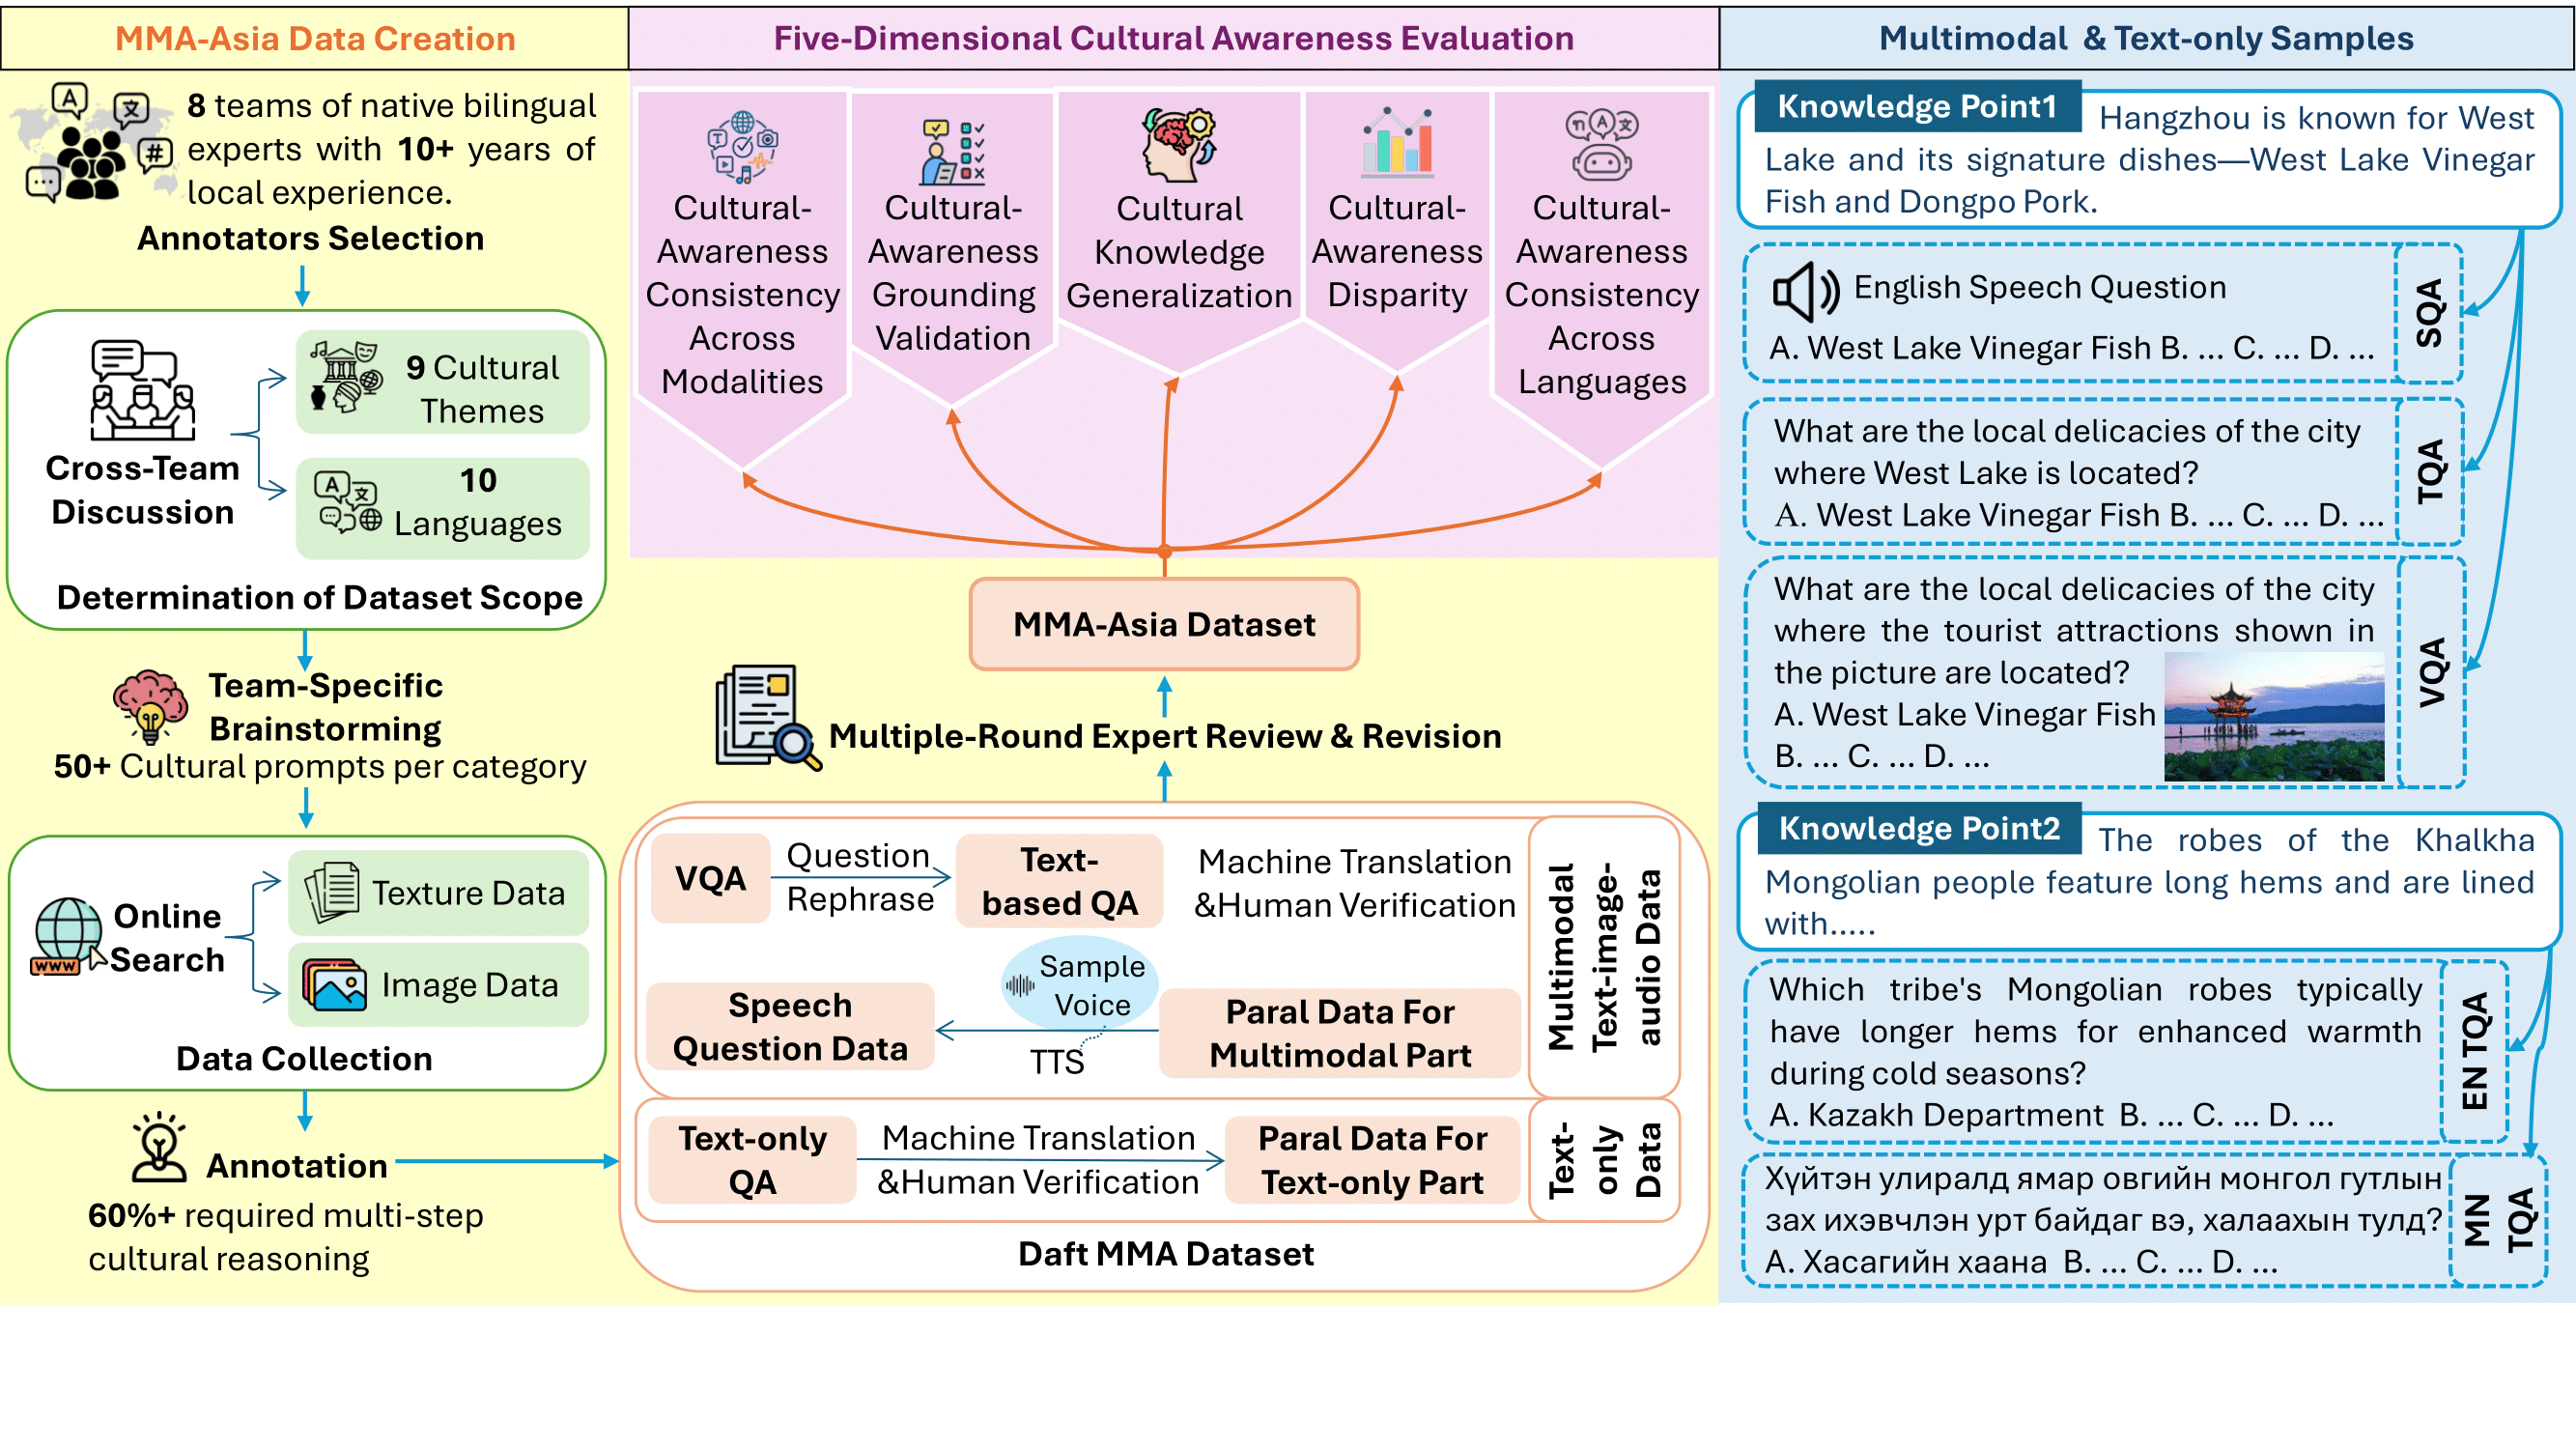 MMA-Asia Data Creation
8 teams of native bilingual
experts with 10+ years of
local experience.
Annotators Selection
Cross-Team
Discussion
9 Cultural
Themes
10
Languages
Determination of Dataset Scope
Team-Specific
Brainstorming
50+ Cultural prompts per category
Online
Search
www
Texture Data
Image Data
Data Collection
Annotation
60%+ required multi-step
cultural reasoning
Five-Dimensional Cultural Awareness Evaluation
Cultural-
Awareness
Consistency
Across
Modalities
Cultural-
Awareness
Grounding
Validation
Cultural
Knowledge
Generalization
Cultural-
Awareness
Disparity
Cultural-
Awareness
Consistency
Across
Languages
MMA-Asia Dataset
Multiple-Round Expert Review & Revision
VQA
Question
Rephrase
Text-
based QA
Machine Translation
&Human Verification
Speech
Question Data
Sample
Voice
TTS
Paral Data For
Multimodal Part
Multimodal
Text-image-
audio Data
Text-only
QA
Machine Translation
&Human Verification
Paral Data For
Text-only Part
Text-
only
Data
Daft MMA Dataset
Multimodal & Text-only Samples
Knowledge Point1
Hangzhou is known for West
Lake and its signature dishes—West Lake Vinegar
Fish and Dongpo Pork.
English Speech Question
A. West Lake Vinegar Fish B. ... C. ... D. ...
SQA
What are the local delicacies of the city
where West Lake is located?
A. West Lake Vinegar Fish B. ... C. ... D. ...
TQA
What are the local delicacies of the city
where the tourist attractions shown in
the picture are located?
A. West Lake Vinegar Fish
B. ... C. ... D. ...
VQA
Knowledge Point2
The robes of the Khalkha
Mongolian people feature long hems and are lined
with.....
Which tribe's Mongolian robes typically
have longer hems for enhanced warmth
during cold seasons?
A. Kazakh Department B. ... C. ... D. ...
EN TQA
Хүйтэн улиралд ямар овгийн монгол гутлын
зах ихэвчлэн урт байдаг вэ, халаахын тулд?
A. Хасагийн хаана B. ... C. ... D. ...
MN
TQA